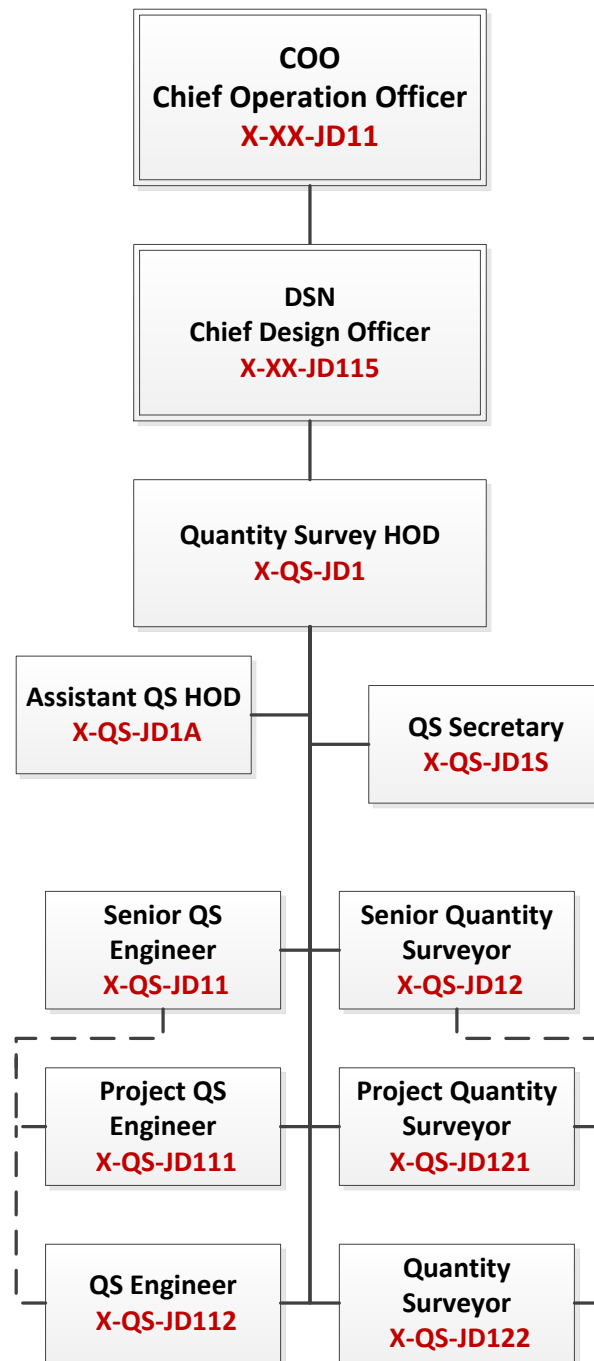 COO
Chief Operation Officer
X-XX-JD11
DSN
Chief Design Officer
X-XX-JD115
Quantity Survey HOD
X-QS-JD1
Assistant QS HOD
X-QS-JD1A
QS Secretary
X-QS-JD1S
Senior QS
Engineer
X-QS-JD11
Senior Quantity
Surveyor
X-QS-JD12
Project QS
Engineer
X-QS-JD111
Project Quantity
Surveyor
X-QS-JD121
QS Engineer
X-QS-JD112
Quantity
Surveyor
X-QS-JD122